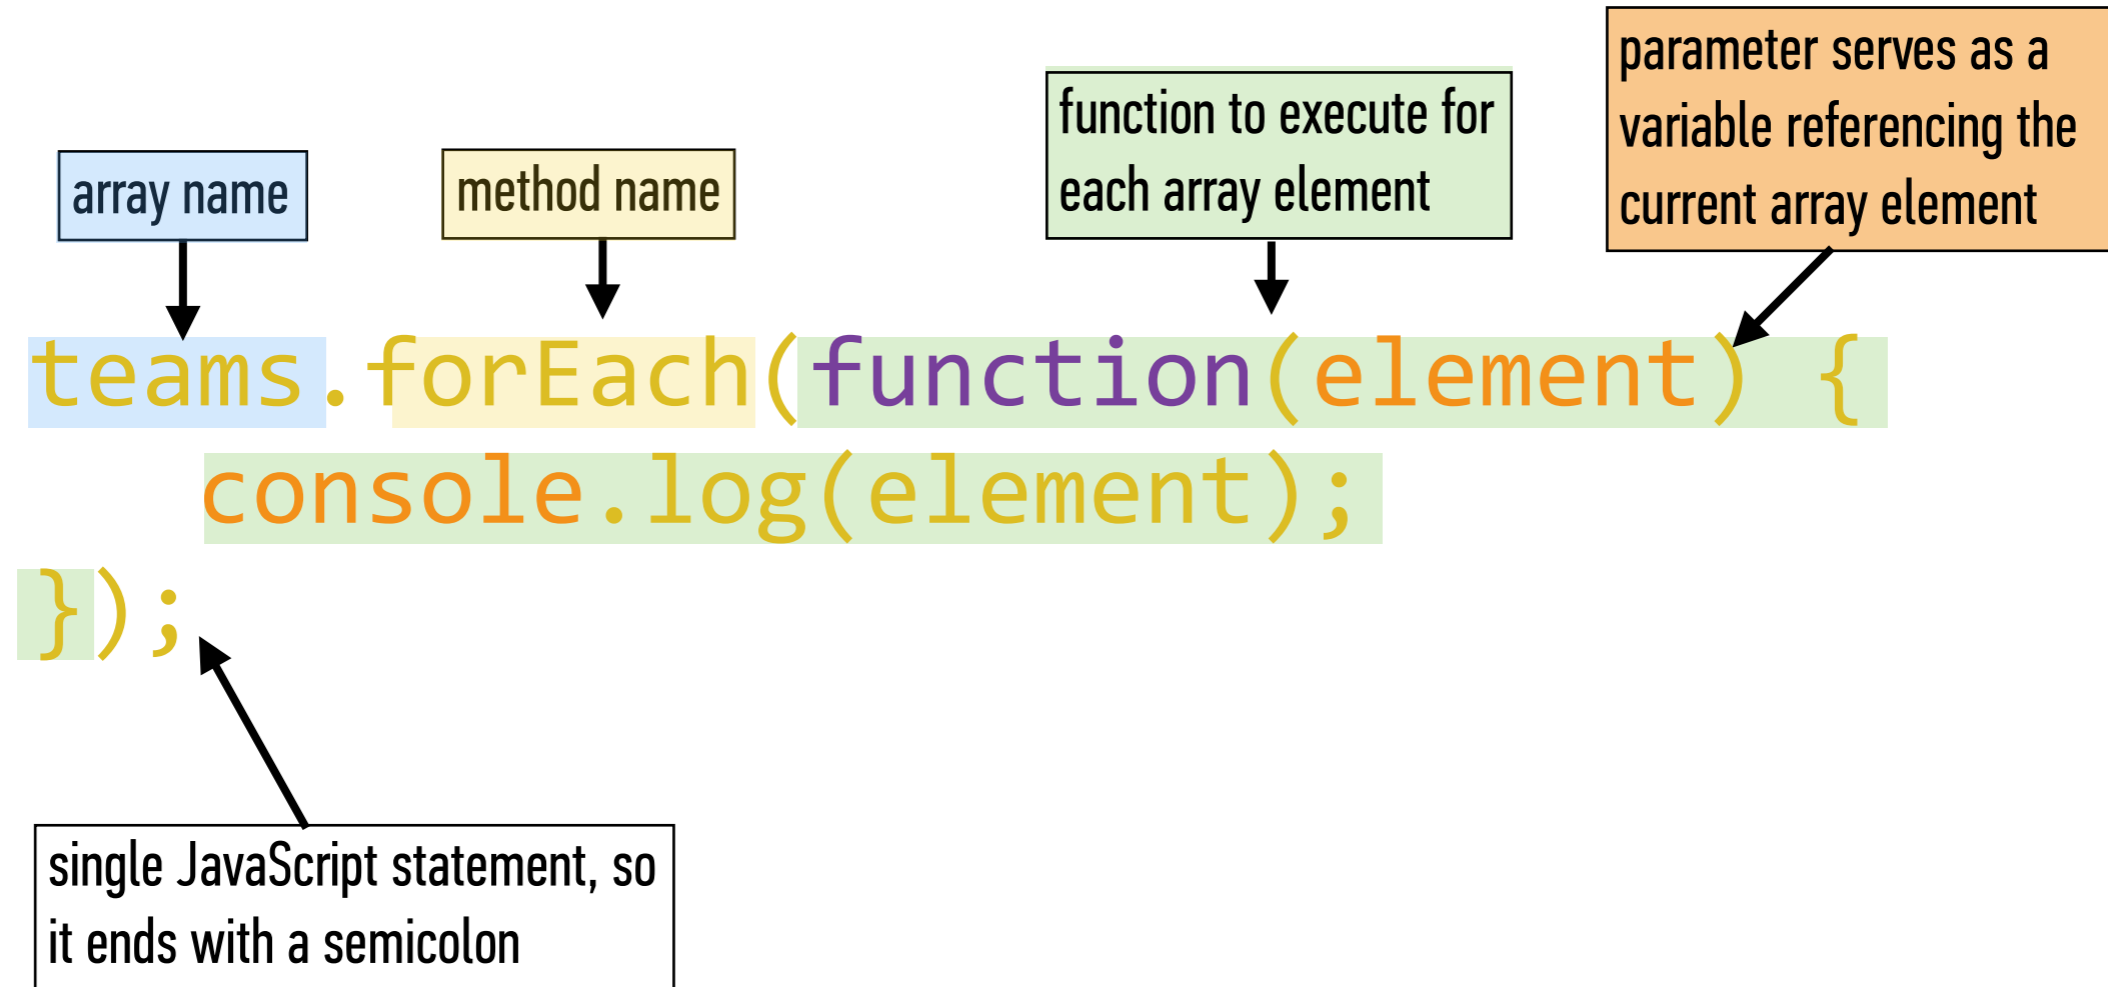 parameter serves as a
variable referencing the
current array element
function to execute for
each array element
array name
method name
teams.forEach(function(element) {
console.log(element);
});
single JavaScript statement, so
it ends with a semicolon